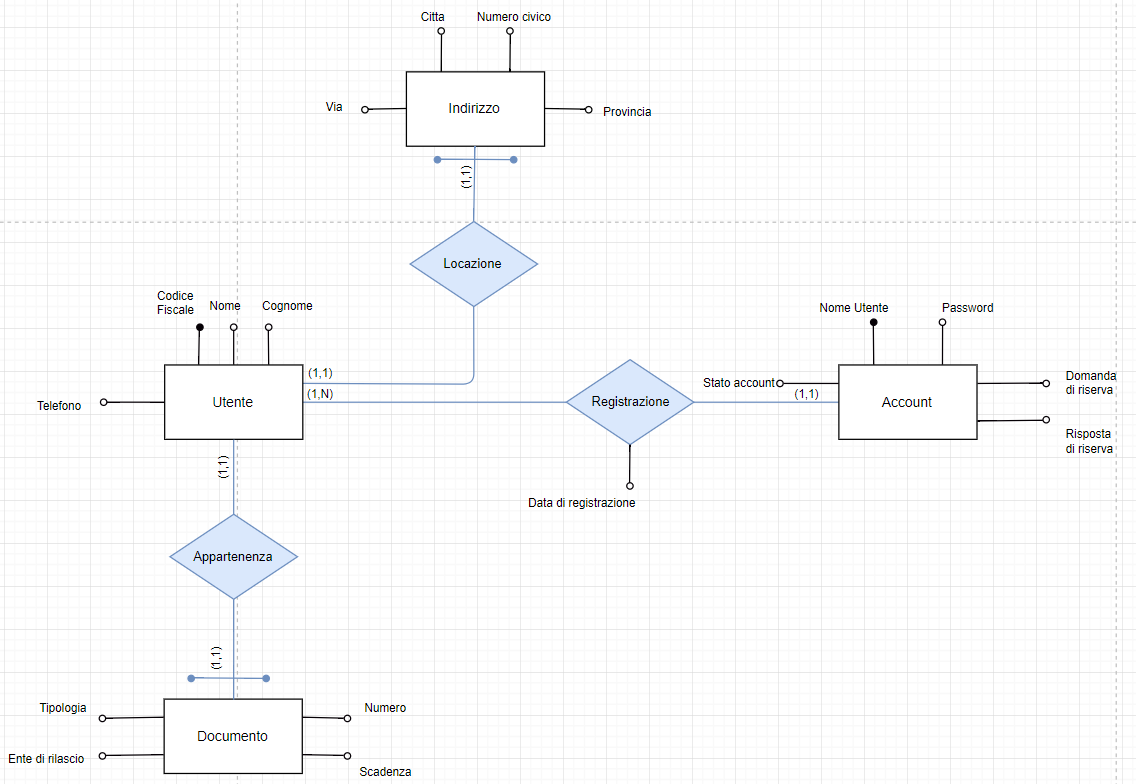 Citta
Numero civico
Via
Indirizzo
Provincia
(1,1)
Locazione
Codice
Fiscale
Nome
Cognome
Nome Utente
Password
(1,1)
Stato account
Domanda
di riserva
(1,N)
(1,1)
Telefono
Utente
Registrazione
Account
Risposta
di riserva
(1,1)
Data di registrazione
Appartenenza
(1,1)
Tipologia
Numero
Documento
Ente di rilascio
Scadenza